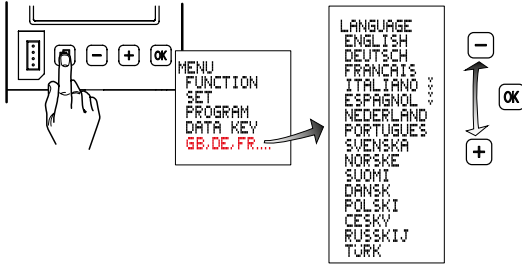 OK
MENU
FUNCTION
SET
PROGRAM
DATA KEY
GB,DE,FR....
LANGUAGE
ENGLISH
DEUTSCH
FRANCAIS
ITALIANO
ESPAGNOL
NEDERLAND
PORTUGUES
SVENSKA
NORSKE
SUOMI
DANSK
POLSKI
CESKY
RUSSKIJ
TURK
-
OK
+